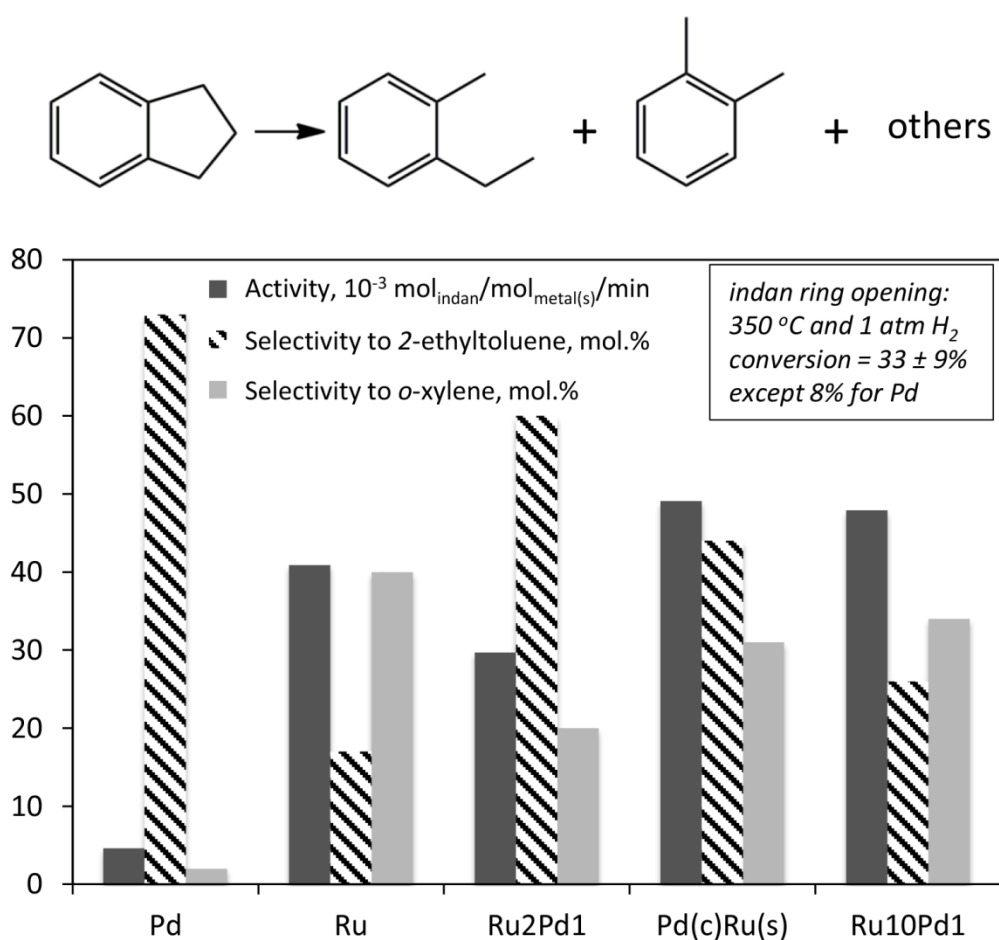 + + others
80
70
60
50
40
30
20
10
0
Activity, 10⁻³ mol_indan/mol_metal(s)/min
Selectivity to 2-ethyltoluene, mol.%
Selectivity to o-xylene, mol.%
indan ring opening:
350 °C and 1 atm H₂
conversion = 33 ± 9%
except 8% for Pd
Pd Ru Ru2Pd1 Pd(c)Ru(s) Ru10Pd1